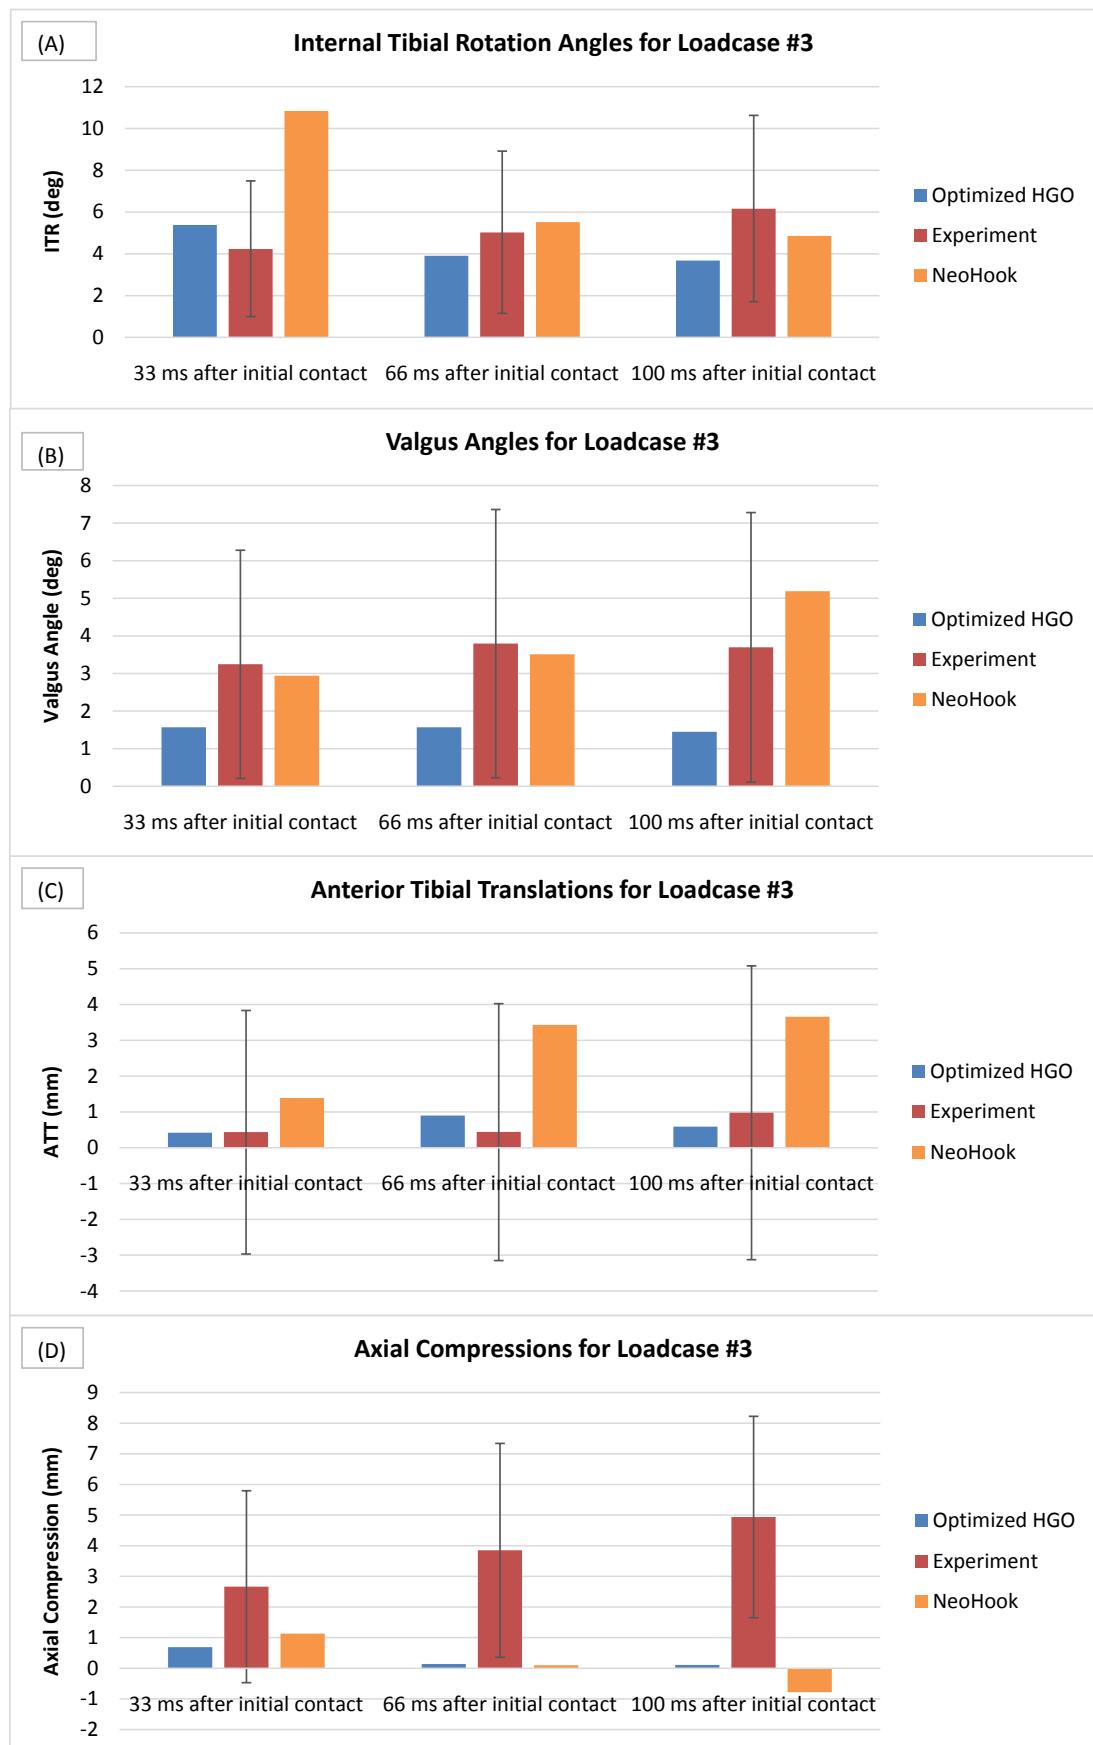 (A)
Internal Tibial Rotation Angles for Loadcase #3
12
10
8
6
4
2
0
ITR (deg)
33 ms after initial contact 66 ms after initial contact 100 ms after initial contact
Optimized HGO
Experiment
NeoHook
(B)
Valgus Angles for Loadcase #3
8
7
6
5
4
3
2
1
0
Valgus Angle (deg)
33 ms after initial contact 66 ms after initial contact 100 ms after initial contact
Optimized HGO
Experiment
NeoHook
(C)
Anterior Tibial Translations for Loadcase #3
6
5
4
3
2
1
0
-1
-2
-3
-4
ATT (mm)
33 ms after initial contact 66 ms after initial contact 100 ms after initial contact
Optimized HGO
Experiment
NeoHook
(D)
Axial Compressions for Loadcase #3
9
8
7
6
5
4
3
2
1
0
-1
-2
Axial Compression (mm)
33 ms after initial contact 66 ms after initial contact 100 ms after initial contact
Optimized HGO
Experiment
NeoHook